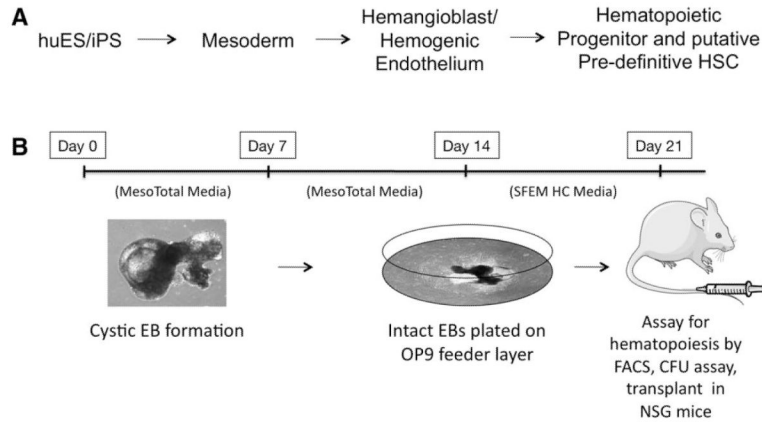 A
huES/iPS
Mesoderm
Hemangioblast/
Hemogenic
Endothelium
Hematopoietic
Progenitor and putative
Pre-definitive HSC
B
Day 0
Day 7
Day 14
Day 21
(MesoTotal Media)
(MesoTotal Media)
(SFEM HC Media)
Cystic EB formation
Intact EBs plated on
OP9 feeder layer
Assay for
hematopoiesis by
FACS, CFU assay,
transplant in
NSG mice